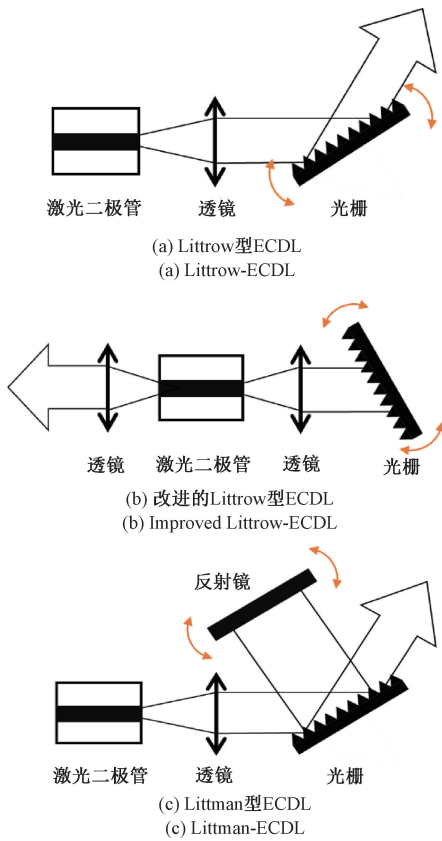 激光二极管 透镜 光栅
(a) Littrow型ECDL
(a) Littrow-ECDL
透镜 激光二极管 透镜 光栅
(b) 改进的Littrow型ECDL
(b) Improved Littrow-ECDL
反射镜
激光二极管 透镜 光栅
(c) Littman型ECDL
(c) Littman-ECDL